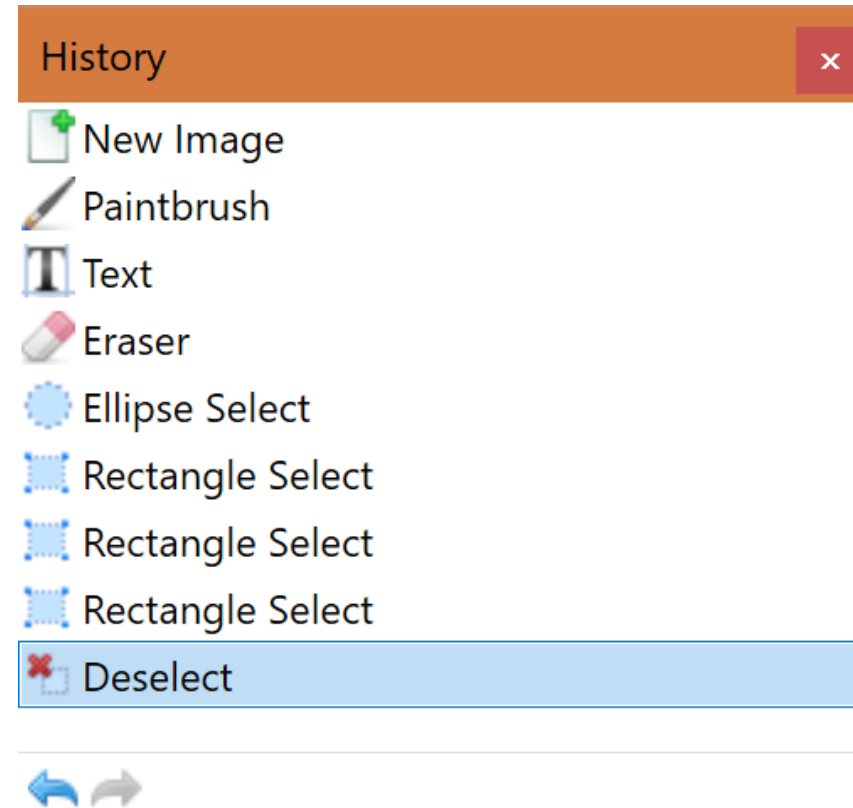 History
New Image
Paintbrush
Text
Eraser
Ellipse Select
Rectangle Select
Rectangle Select
Rectangle Select
Deselect